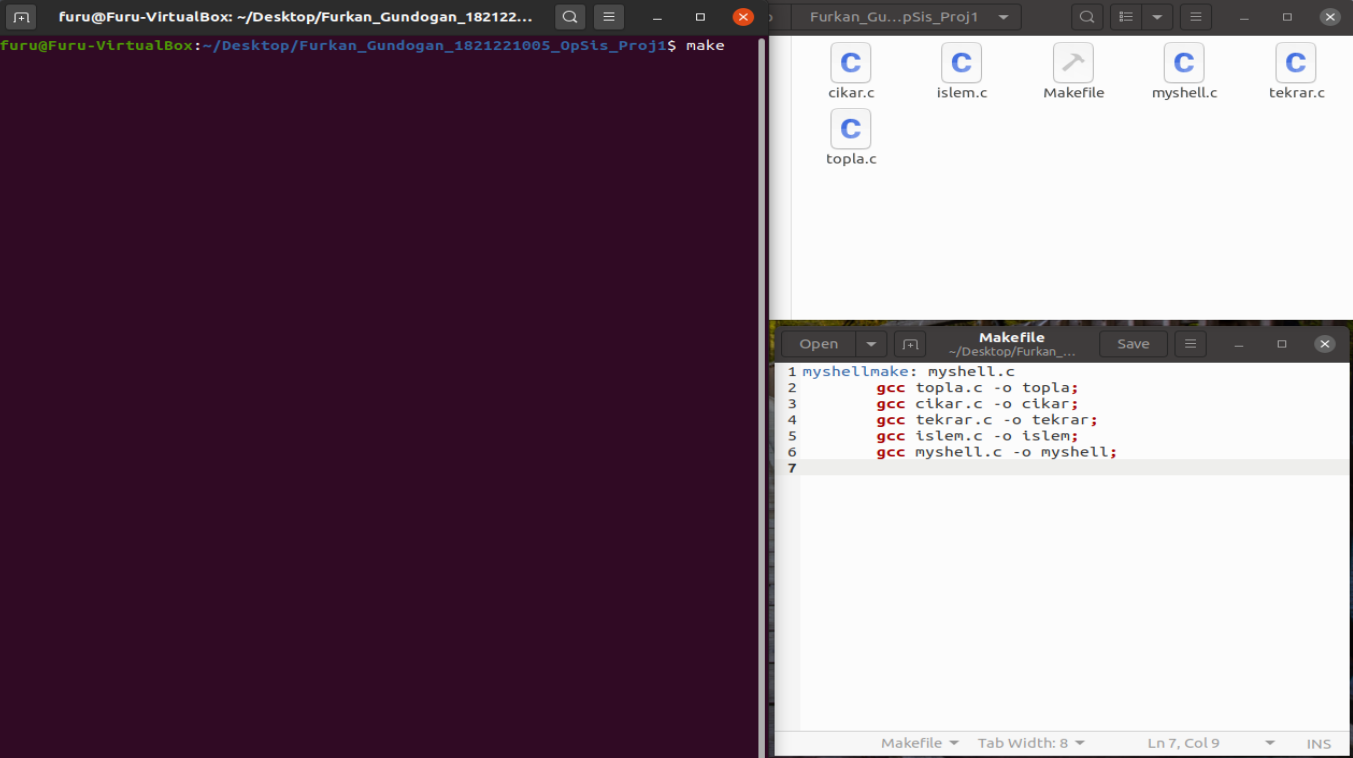 furu@Furu-VirtualBox: ~/Desktop/Furkan_Gundogan_182122...
furu@Furu-VirtualBox:~/Desktop/Furkan_Gundogan_1821221005_OpSis_Proj1$ make
Furkan_Gu...pSis_Proj1
cikar.c
islem.c
Makefile
myshell.c
tekrar.c
topla.c
Open
Makefile
~/Desktop/Furkan_...
Save
1 myshellmake: myshell.c
2 gcc topla.c -o topla;
3 gcc cikar.c -o cikar;
4 gcc tekrar.c -o tekrar;
5 gcc islem.c -o islem;
6 gcc myshell.c -o myshell;
7
Makefile Tab Width: 8 Ln 7, Col 9 INS